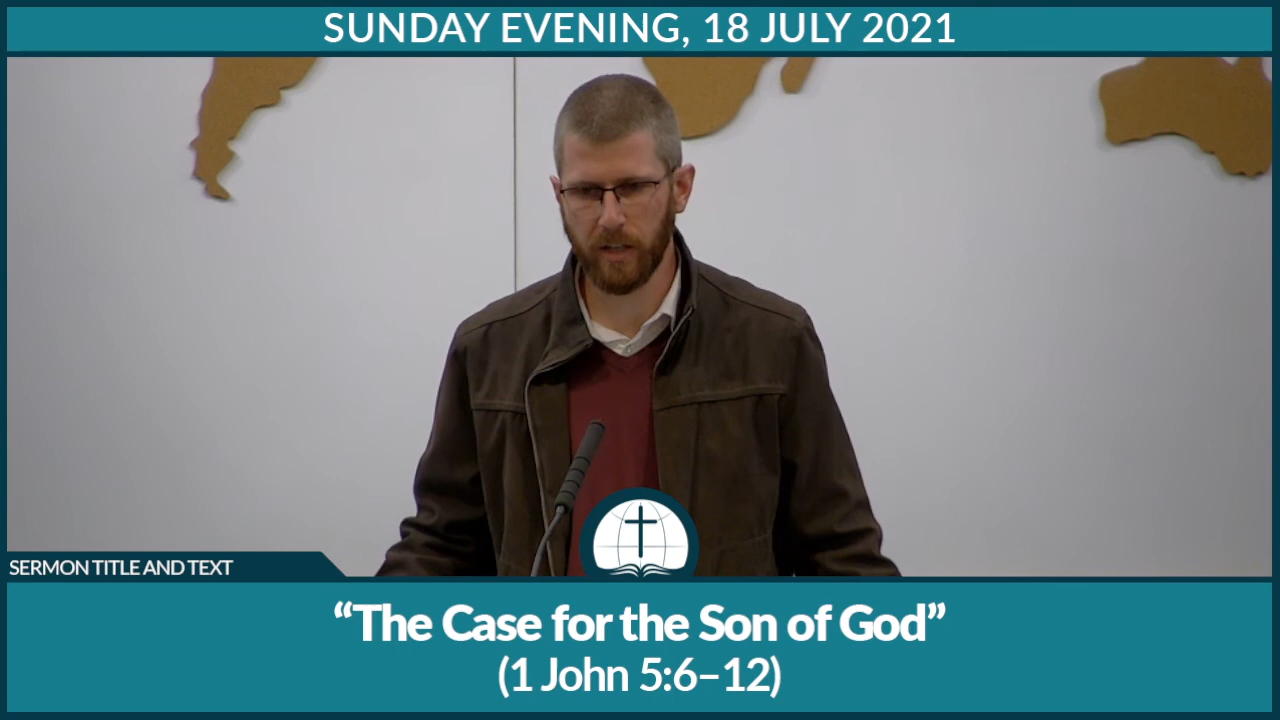 SUNDAY EVENING, 18 JULY 2021
SERMON TITLE AND TEXT
“The Case for the Son of God”
(1 John 5:6–12)